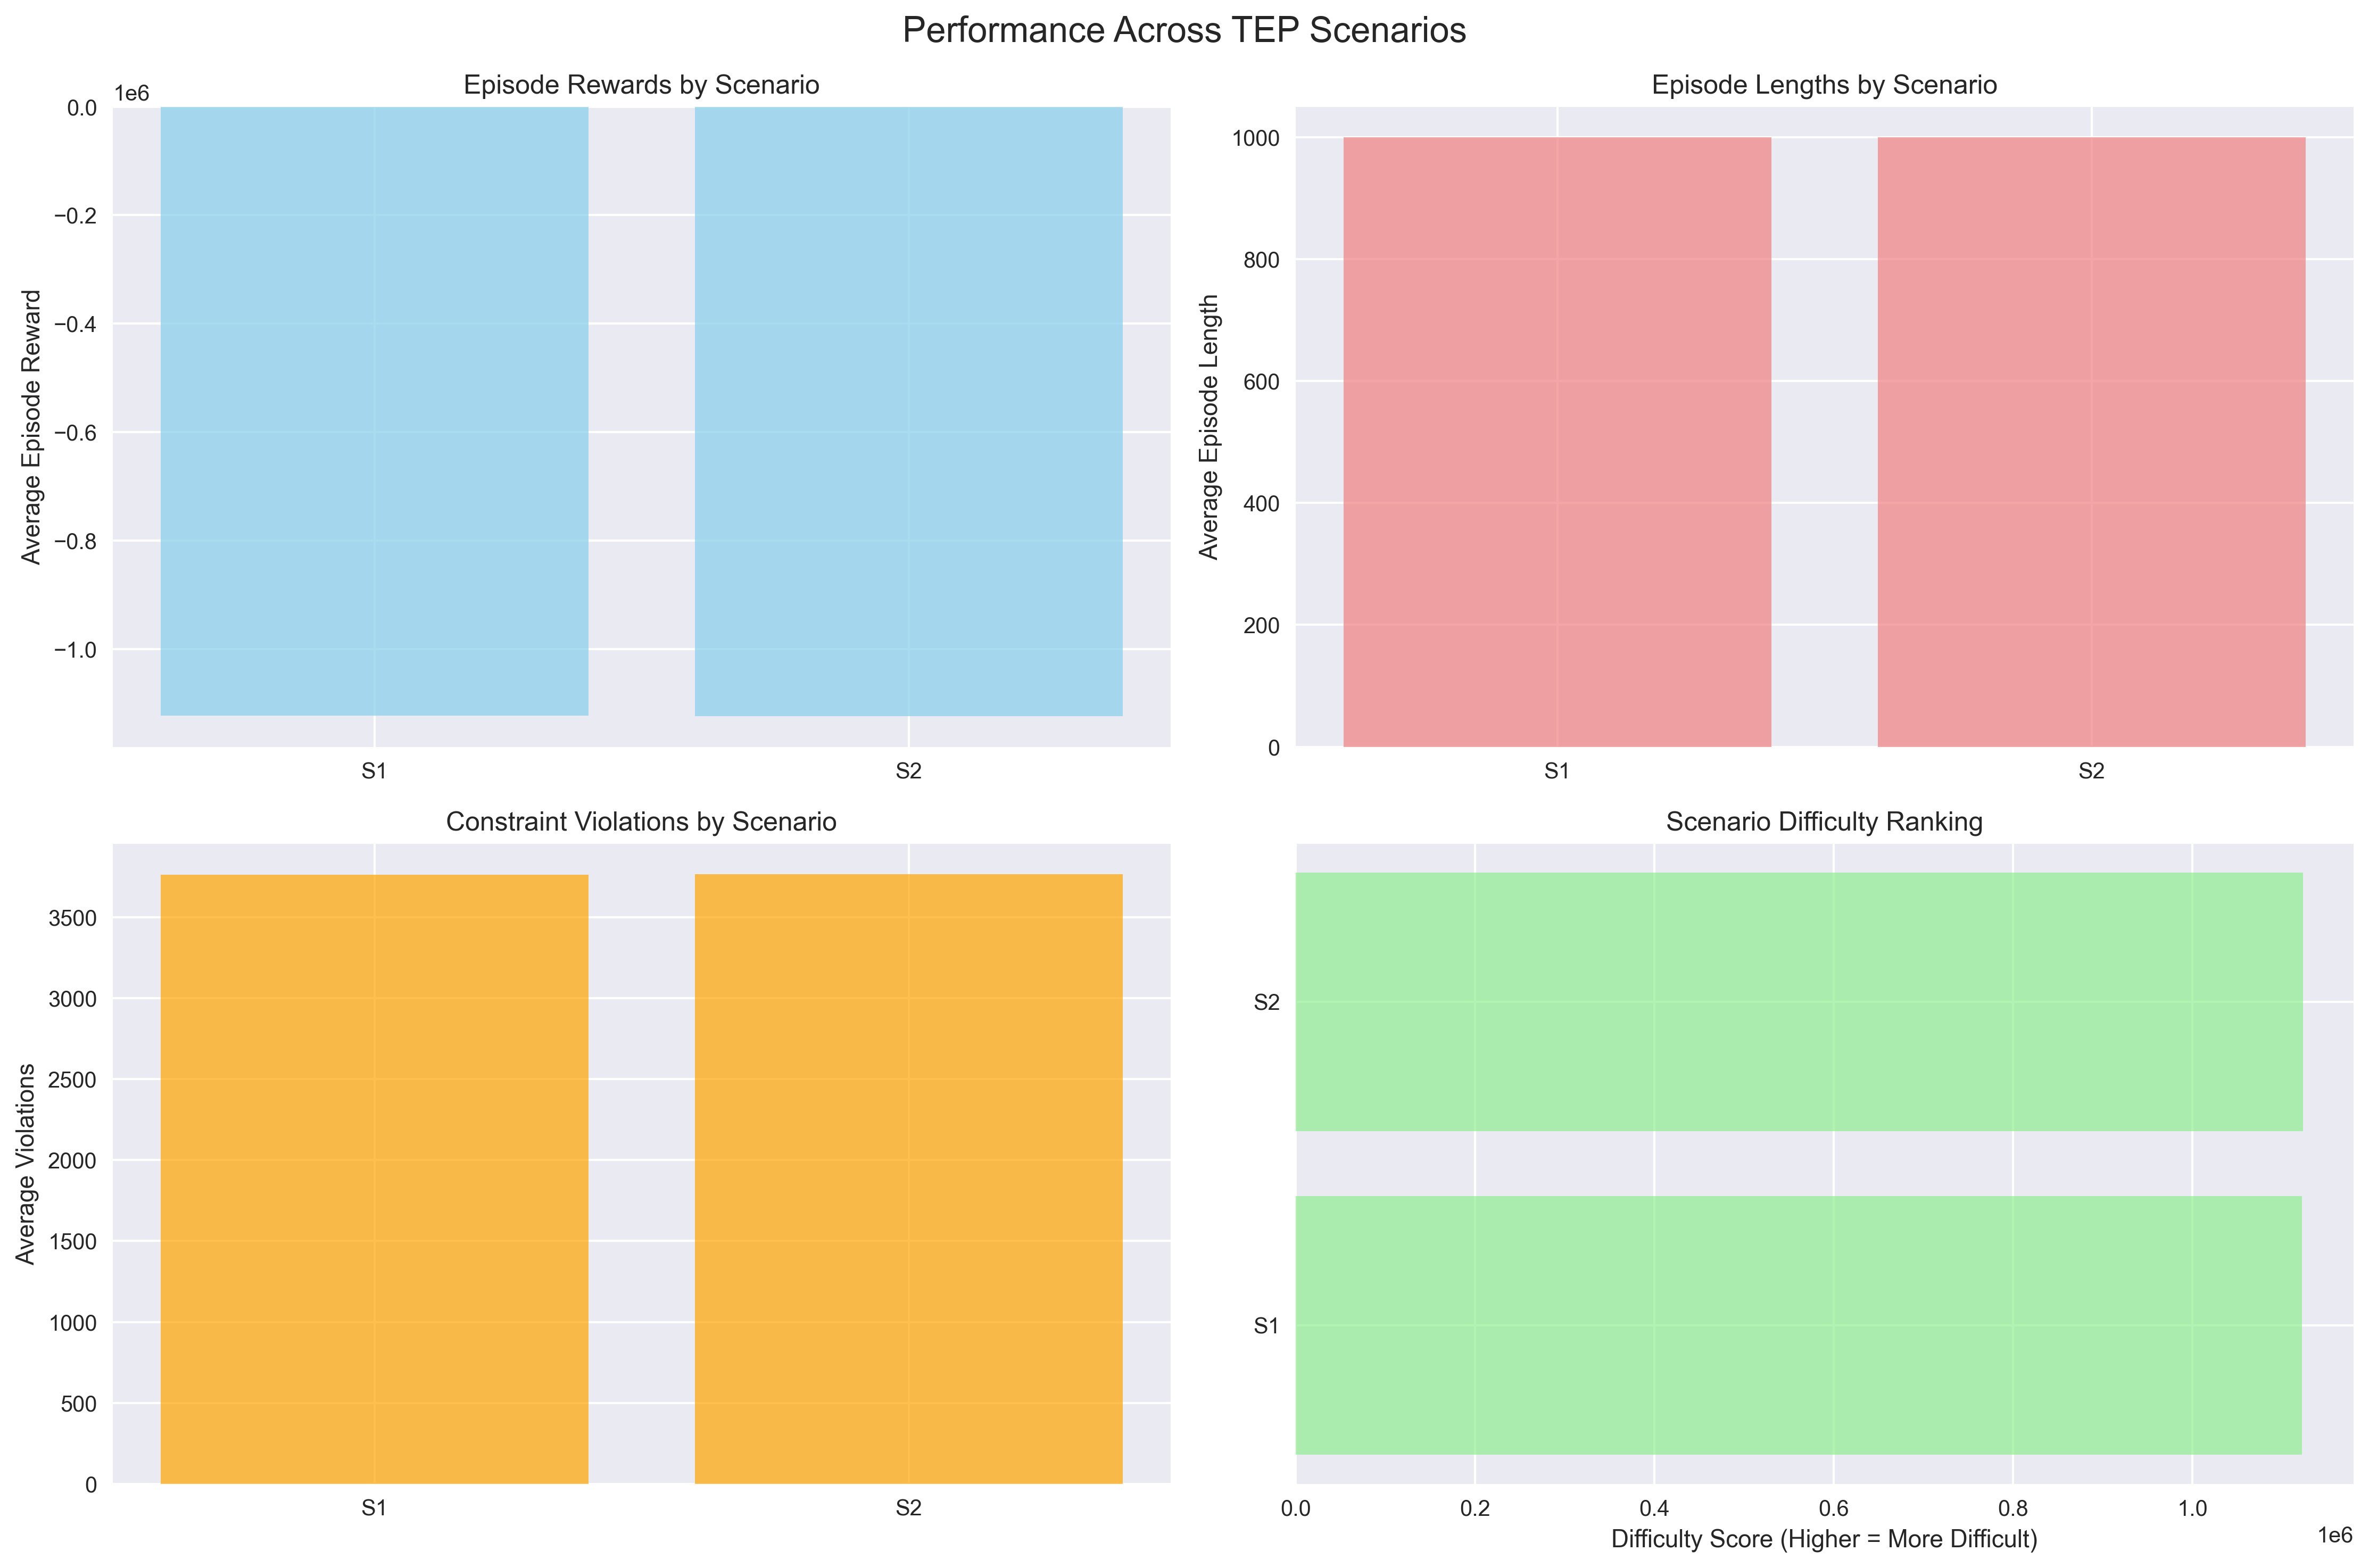 Performance Across TEP Scenarios
Episode Rewards by Scenario
1e6
0.0
−0.2
−0.4
−0.6
−0.8
−1.0
Average Episode Reward
S1 S2
Episode Lengths by Scenario
1000
800
600
400
200
0
Average Episode Length
S1 S2
Constraint Violations by Scenario
3500
3000
2500
2000
1500
1000
500
0
Average Violations
S1 S2
Scenario Difficulty Ranking
S2
S1
0.0 0.2 0.4 0.6 0.8 1.0
Difficulty Score (Higher = More Difficult)
1e6